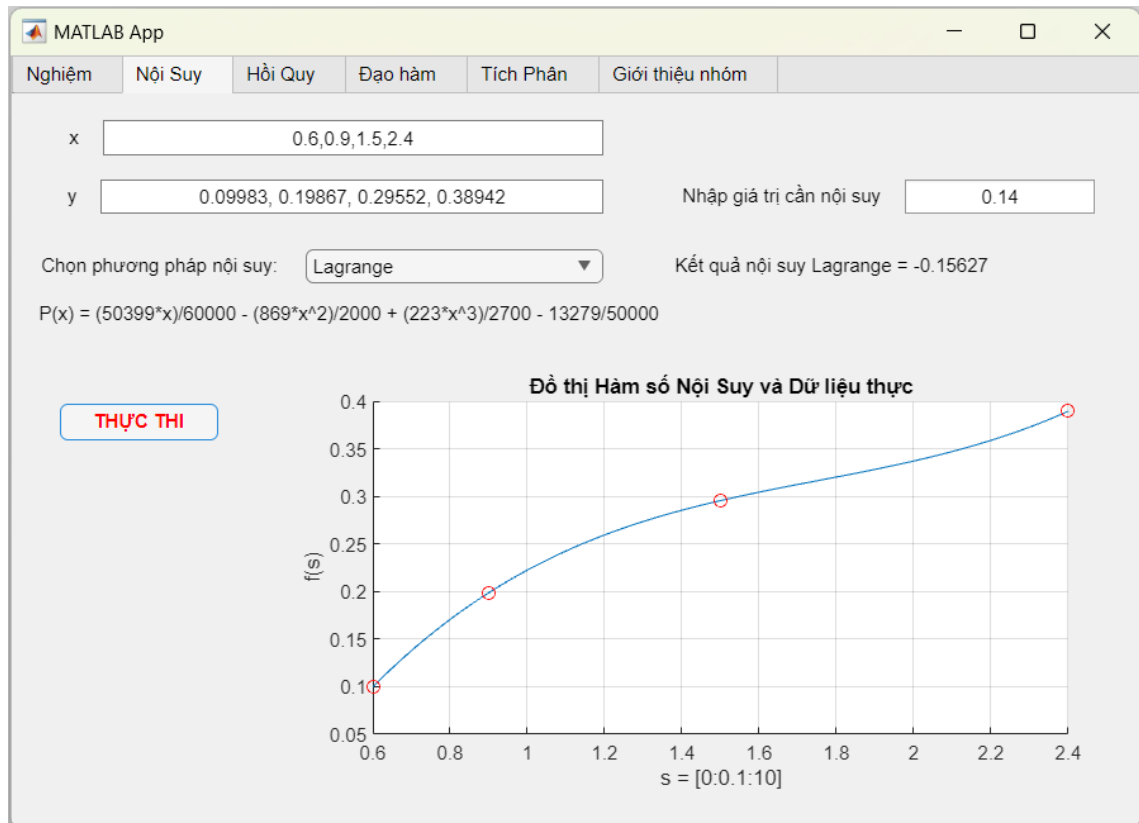 MATLAB App
Nghiệm Nội Suy Hồi Quy Đạo hàm Tích Phân Giới thiệu nhóm
x 0.6,0.9,1.5,2.4
y 0.09983, 0.19867, 0.29552, 0.38942 Nhập giá trị cần nội suy 0.14
Chọn phương pháp nội suy: Lagrange Kết quả nội suy Lagrange = -0.15627
P(x) = (50399*x)/60000 - (869*x^2)/2000 + (223*x^3)/2700 - 13279/50000
THỰC THI
Đồ thị Hàm số Nội Suy và Dữ liệu thực
0.4
0.35
0.3
0.25
0.2
0.15
0.1
0.05
f(s)
0.6 0.8 1 1.2 1.4 1.6 1.8 2 2.2 2.4
s = [0:0.1:10]